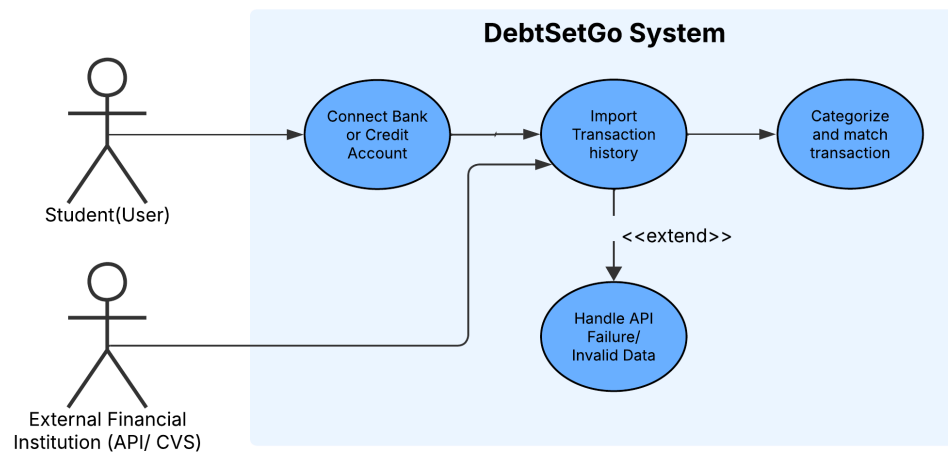 DebtSetGo System
Connect Bank
or Credit
Account
Import
Transaction
history
Categorize
and match
transaction
Student(User)
<<extend>>
Handle API
Failure/
Invalid Data
External Financial
Institution (API/ CVS)